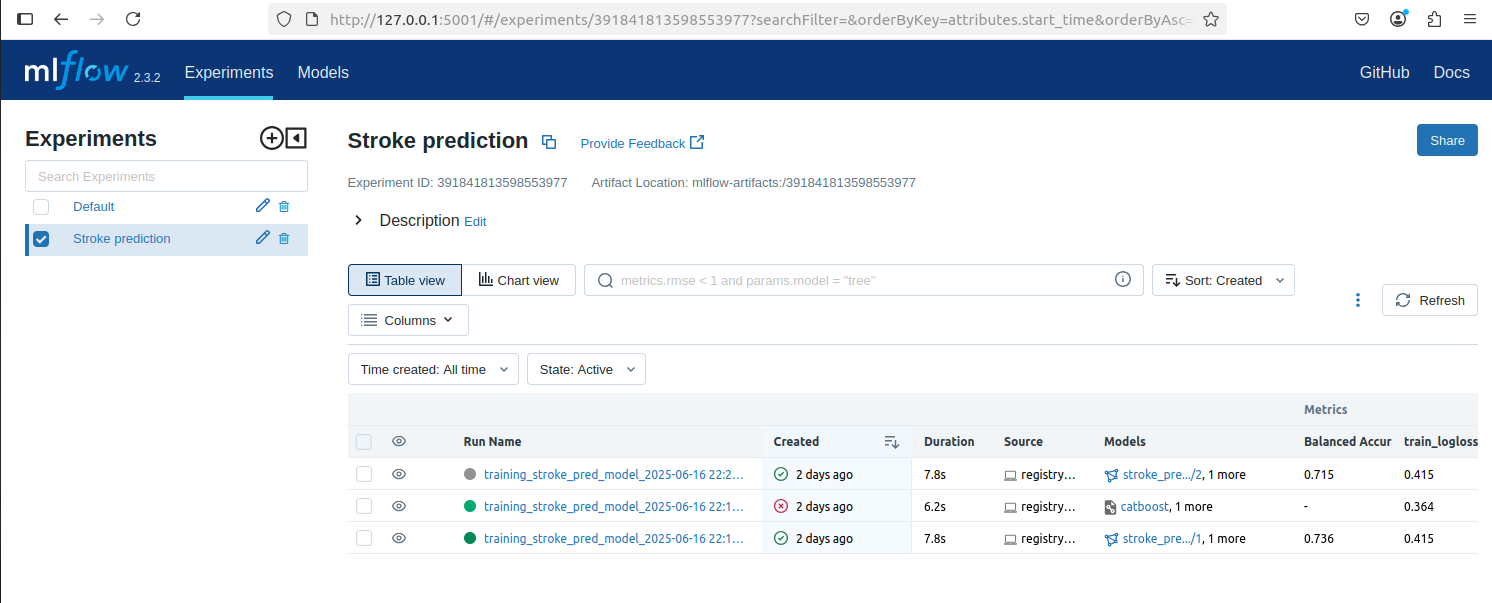 http://127.0.0.1:5001/#/experiments/391841813598553977?searchFilter=&orderByKey=attributes.start_time&orderByAsc=
mlflow 2.3.2 Experiments Models GitHub Docs
Experiments
Search Experiments
Default
Stroke prediction
Stroke prediction Provide Feedback Share
Experiment ID: 391841813598553977 Artifact Location: mlflow-artifacts:/391841813598553977
Description Edit
Table view Chart view metrics.rmse < 1 and params.model = "tree" Sort: Created
Refresh
Columns
Time created: All time State: Active
Metrics
Run Name Created Duration Source Models Balanced Accur train_logloss
training_stroke_pred_model_2025-06-16 22:2... 2 days ago 7.8s registry... stroke_pre.../2, 1 more 0.715 0.415
training_stroke_pred_model_2025-06-16 22:1... 2 days ago 6.2s registry... catboost, 1 more - 0.364
training_stroke_pred_model_2025-06-16 22:1... 2 days ago 7.8s registry... stroke_pre.../1, 1 more 0.736 0.415